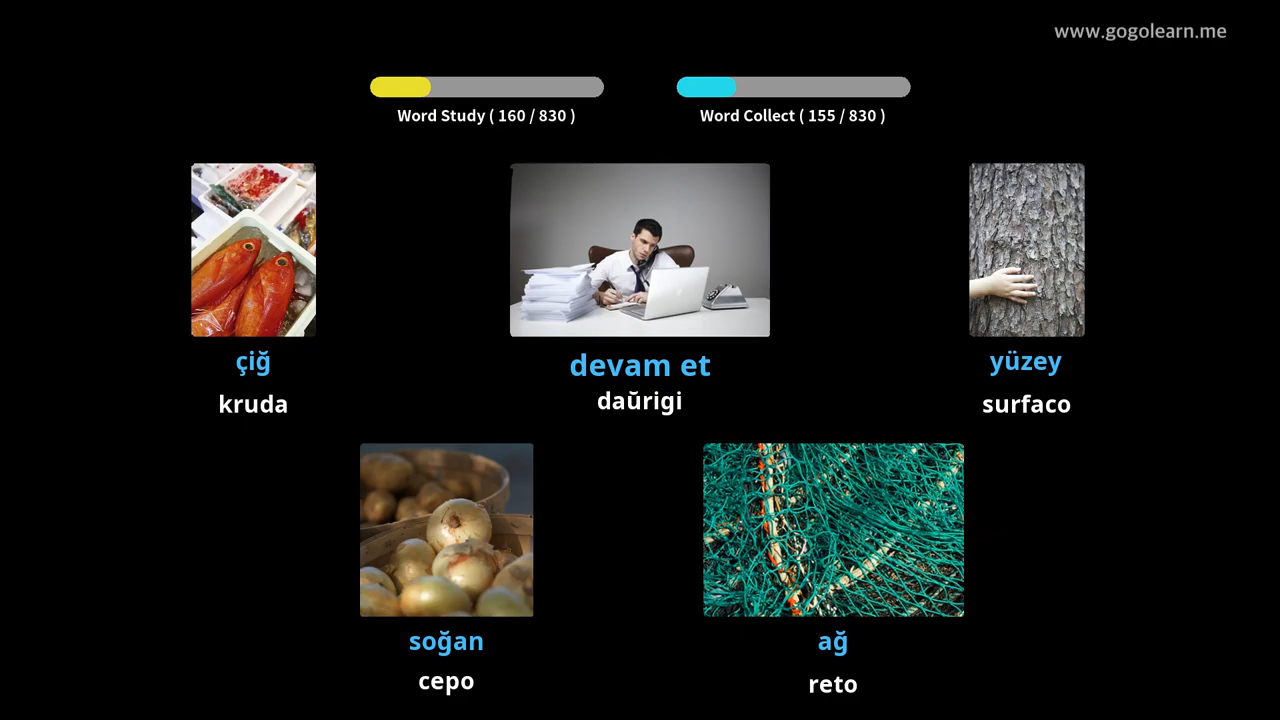 www.gogolearn.me
Word Study ( 160 / 830 )
Word Collect ( 155 / 830 )
çiğ
kruda
devam et
daŭrigi
yüzey
surfaco
soğan
cepo
ağ
reto